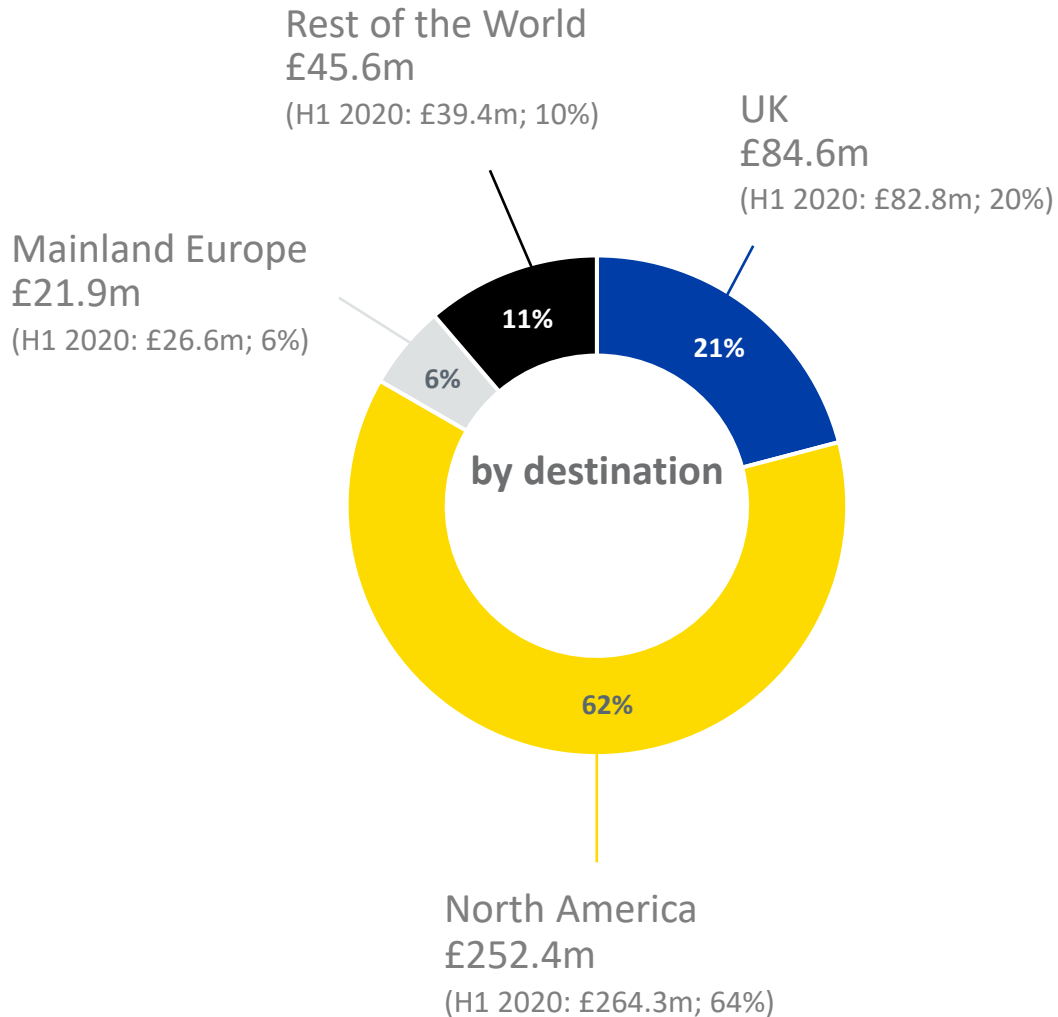 Rest of the World
£45.6m
(H1 2020: £39.4m; 10%)
UK
£84.6m
(H1 2020: £82.8m; 20%)
Mainland Europe
£21.9m
(H1 2020: £26.6m; 6%)
11%
21%
6%
by destination
62%
North America
£252.4m
(H1 2020: £264.3m; 64%)